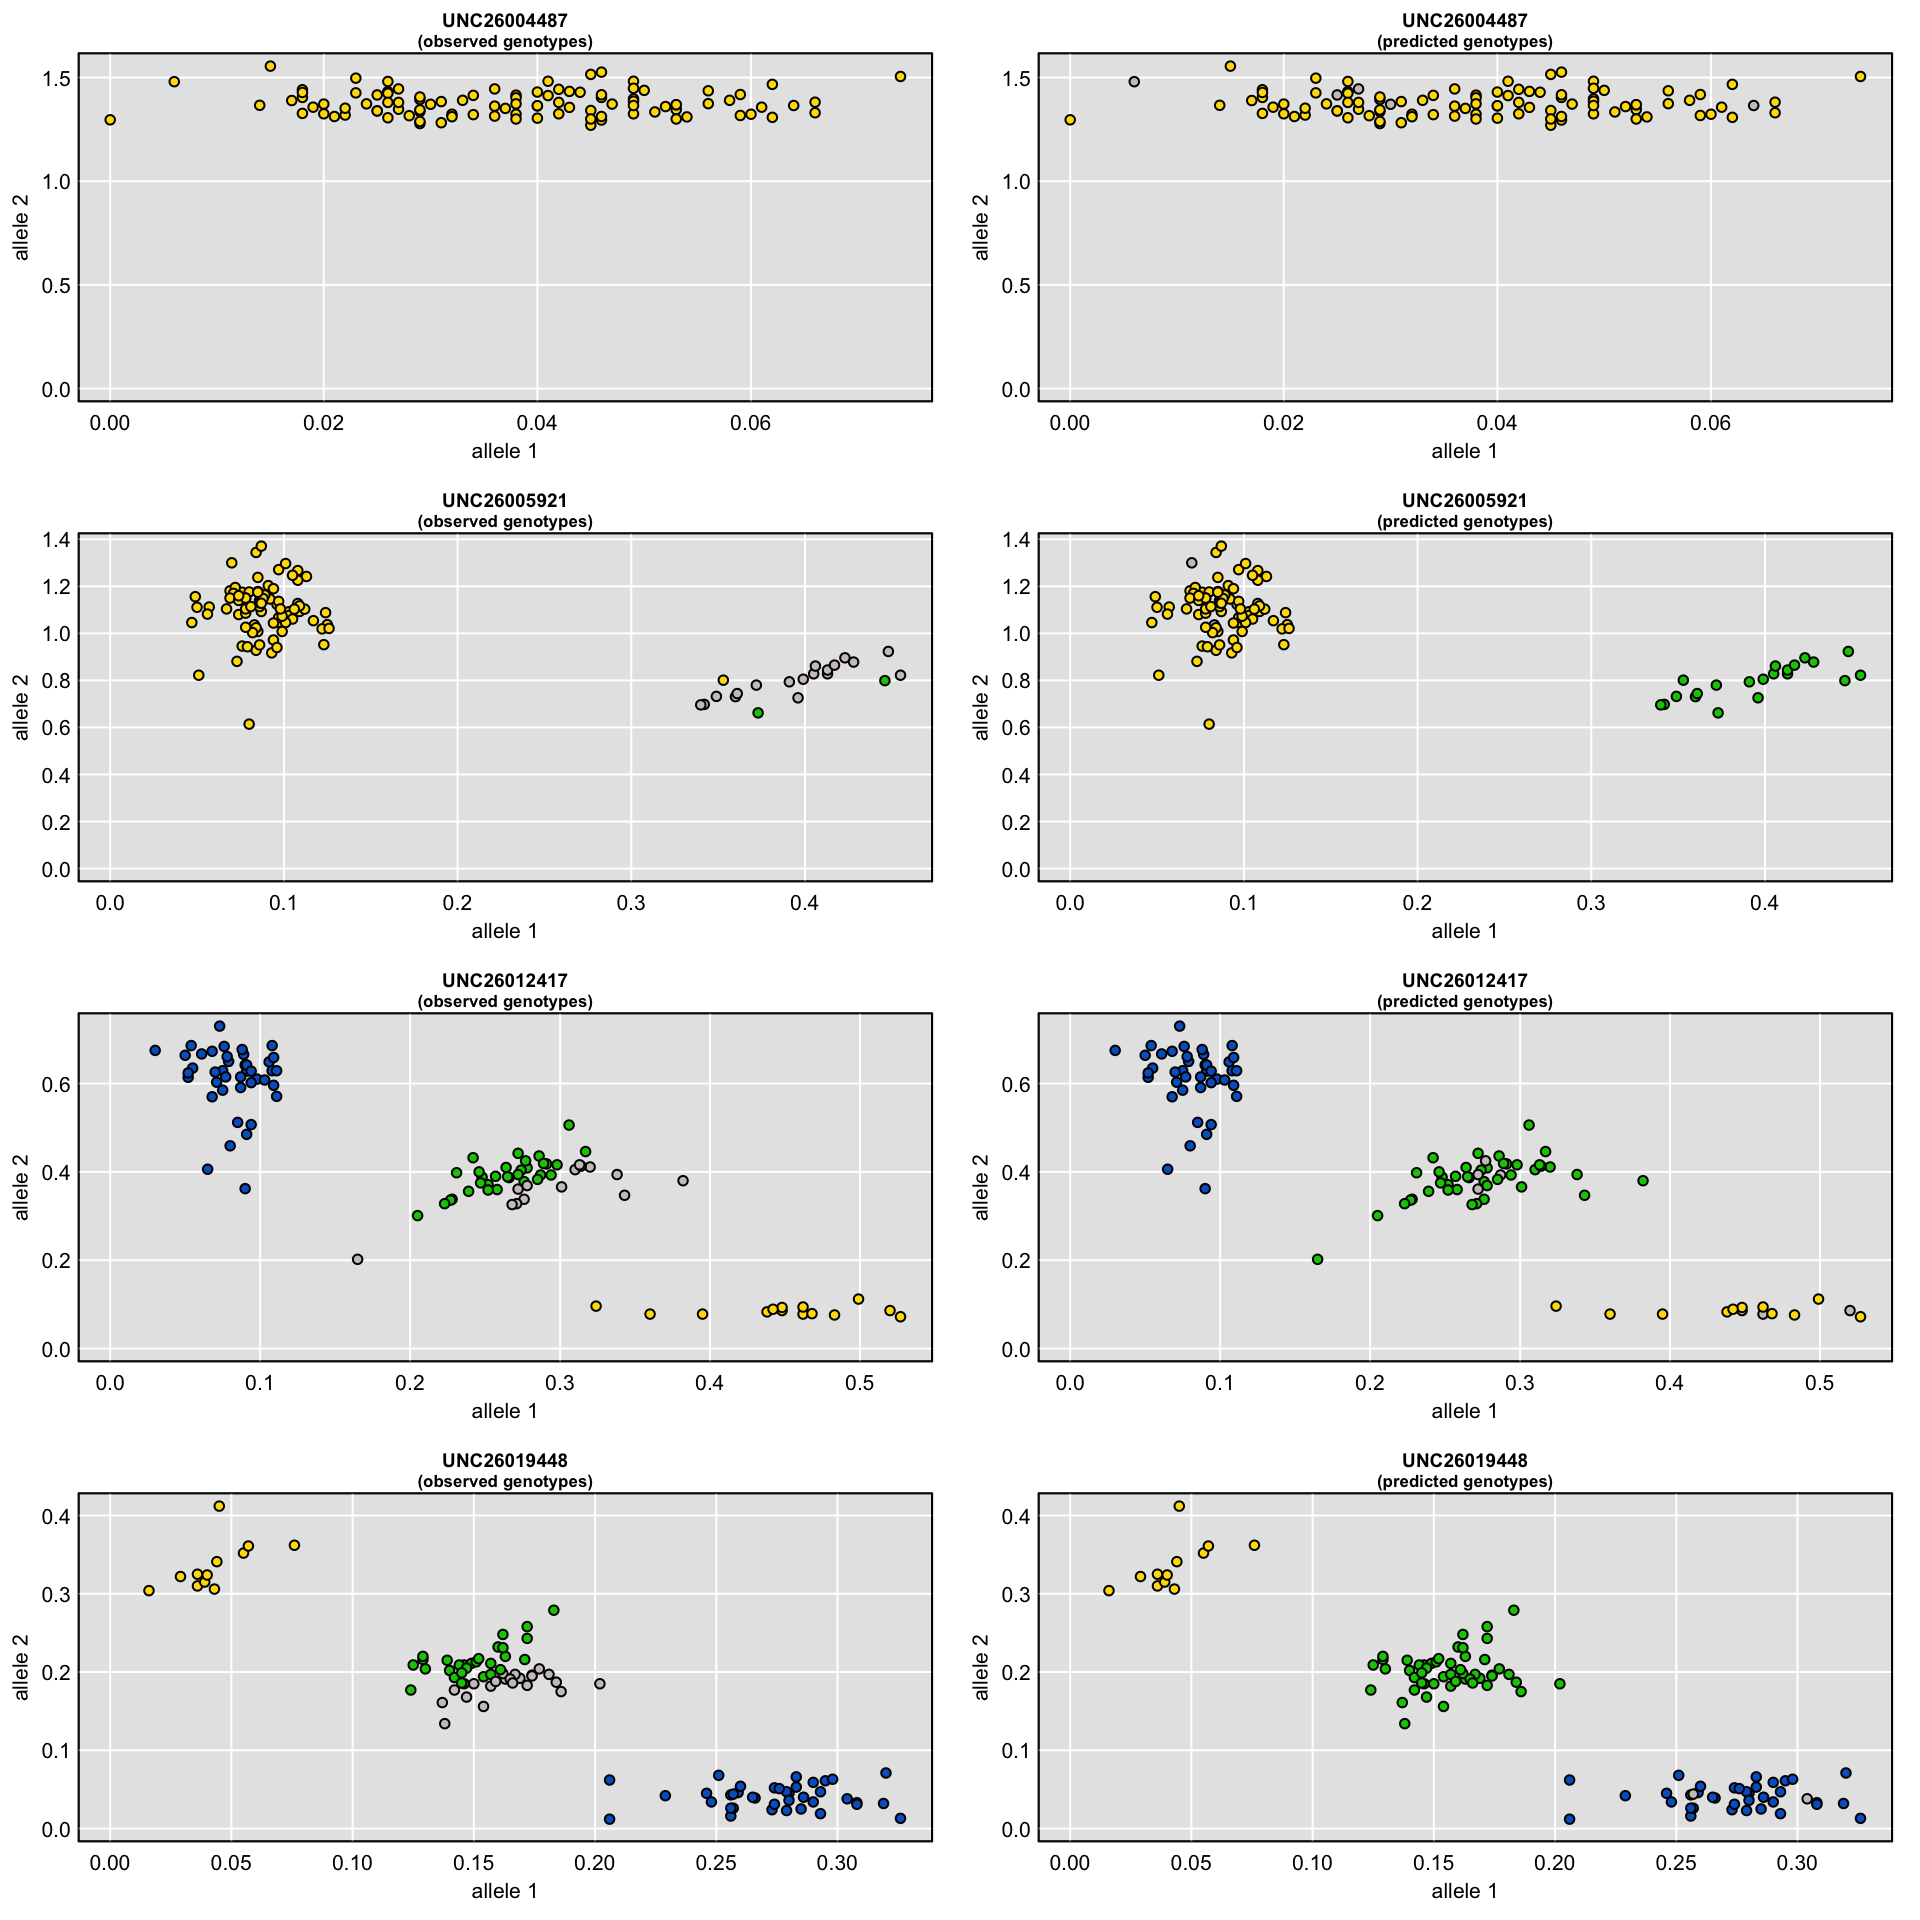 UNC26004487
(observed genotypes)
1.5
1.0
0.5
0.0
allele 2
0.00 0.02 0.04 0.06
allele 1
UNC26004487
(predicted genotypes)
1.5
1.0
0.5
0.0
allele 2
0.00 0.02 0.04 0.06
allele 1
UNC26005921
(observed genotypes)
1.4
1.2
1.0
0.8
0.6
0.4
0.2
0.0
allele 2
0.0 0.1 0.2 0.3 0.4
allele 1
UNC26005921
(predicted genotypes)
1.4
1.2
1.0
0.8
0.6
0.4
0.2
0.0
allele 2
0.0 0.1 0.2 0.3 0.4
allele 1
UNC26012417
(observed genotypes)
0.6
0.4
0.2
0.0
allele 2
0.0 0.1 0.2 0.3 0.4 0.5
allele 1
UNC26012417
(predicted genotypes)
0.6
0.4
0.2
0.0
allele 2
0.0 0.1 0.2 0.3 0.4 0.5
allele 1
UNC26019448
(observed genotypes)
0.4
0.3
0.2
0.1
0.0
allele 2
0.00 0.05 0.10 0.15 0.20 0.25 0.30
allele 1
UNC26019448
(predicted genotypes)
0.4
0.3
0.2
0.1
0.0
allele 2
0.00 0.05 0.10 0.15 0.20 0.25 0.30
allele 1